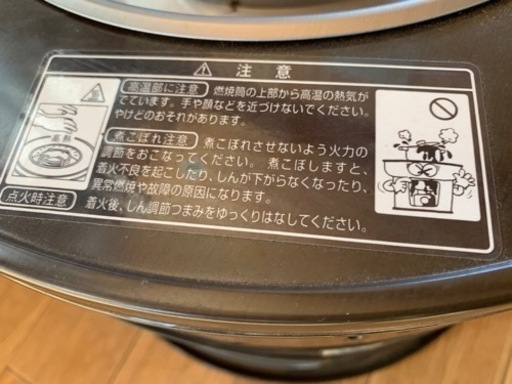 ⚠ 注意
高温部に注意 燃焼筒の上部から高温の熱気が
でています。手や顔などを近づけないでください。
やけどのおそれがあります。
煮こぼれ注意 煮こぼれさせないよう火力の
調節をおこなってください。煮こぼしますと、
着火不良を起こしたり、しんが下がらなくなったり、
異常燃焼や故障の原因になります。
点火時注意 着火後、しん調節つまみをゆっくりはなしてください。